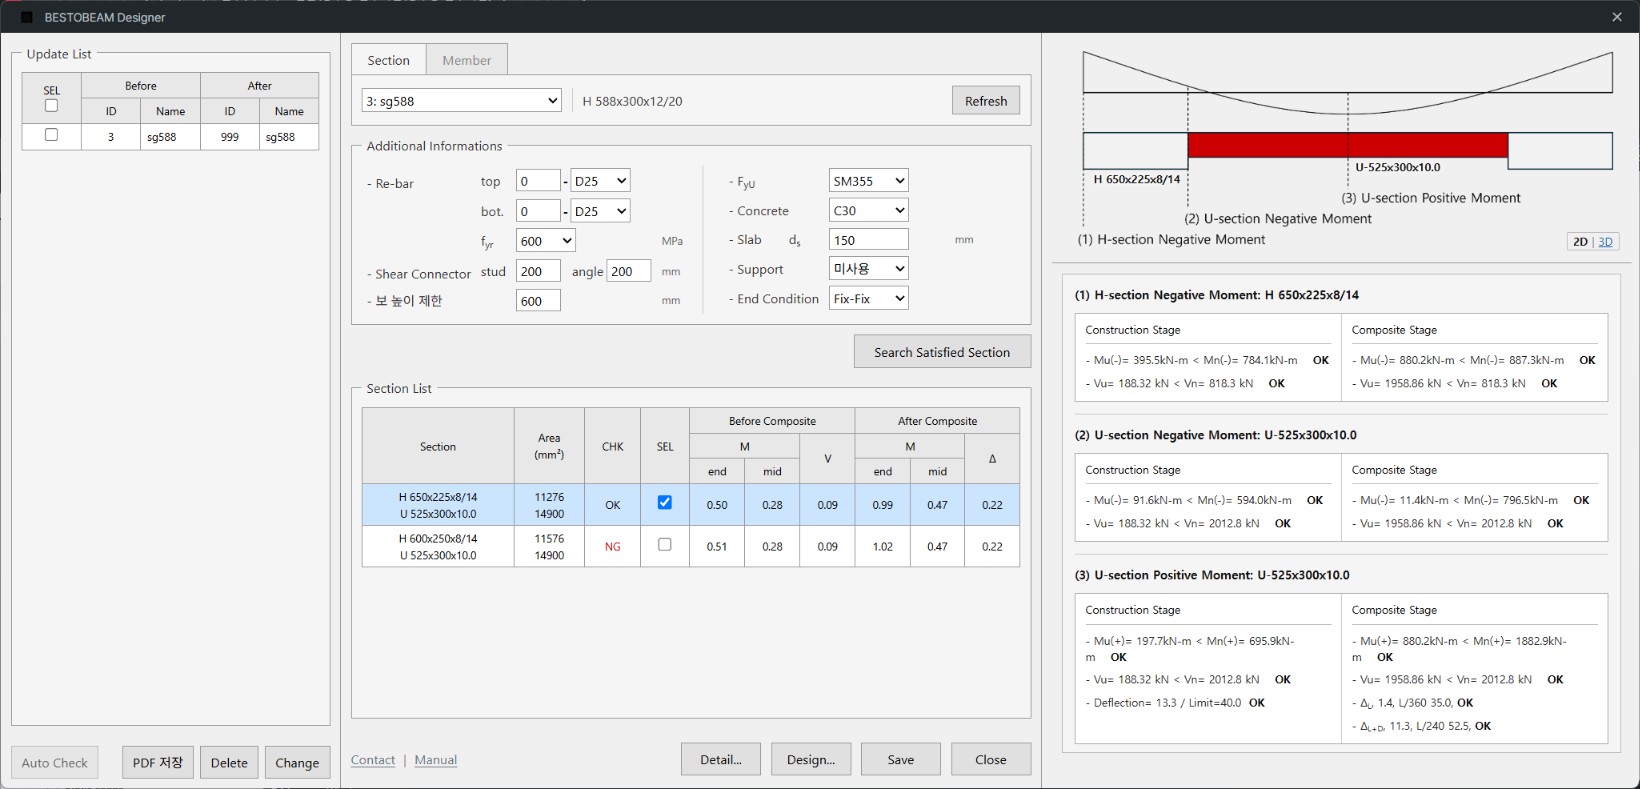 BESTOBEAM Designer
Update List
SEL Before After
ID Name ID Name
3 sg588 999 sg588
Auto Check PDF 저장 Delete Change
Section Member
3: sg588 H 588x300x12/20 Refresh
Additional Informations
- Re-bar top 0 - D25
bot. 0 - D25
fyr 600 MPa
- Shear Connector stud 200 angle 200 mm
- 보 높이 제한 600 mm
- FyU SM355
- Concrete C30
- Slab ds 150 mm
- Support 미사용
- End Condition Fix-Fix
Search Satisfied Section
Section List
Section Area (mm²) CHK SEL Before Composite After Composite
M V M Δ
end mid end mid
H 650x225x8/14 11276
U 525x300x10.0 14900
OK 0.50 0.28 0.09 0.99 0.47 0.22
H 600x250x8/14 11576
U 525x300x10.0 14900
NG 0.51 0.28 0.09 1.02 0.47 0.22
Contact | Manual Detail... Design... Save Close
U-525x300x10.0
H 650x225x8/14
(3) U-section Positive Moment
(2) U-section Negative Moment
(1) H-section Negative Moment
2D | 3D
(1) H-section Negative Moment: H 650x225x8/14
Construction Stage
- Mu(-)= 395.5kN-m < Mn(-)= 784.1kN-m OK
- Vu= 188.32 kN < Vn= 818.3 kN OK
Composite Stage
- Mu(-)= 880.2kN-m < Mn(-)= 887.3kN-m OK
- Vu= 1958.86 kN < Vn= 818.3 kN OK
(2) U-section Negative Moment: U-525x300x10.0
Construction Stage
- Mu(-)= 91.6kN-m < Mn(-)= 594.0kN-m OK
- Vu= 188.32 kN < Vn= 2012.8 kN OK
Composite Stage
- Mu(-)= 11.4kN-m < Mn(-)= 796.5kN-m OK
- Vu= 1958.86 kN < Vn= 2012.8 kN OK
(3) U-section Positive Moment: U-525x300x10.0
Construction Stage
- Mu(+)= 197.7kN-m < Mn(+)= 695.9kN-
m OK
- Vu= 188.32 kN < Vn= 2012.8 kN OK
- Deflection= 13.3 / Limit=40.0 OK
Composite Stage
- Mu(+)= 880.2kN-m < Mn(+)= 1882.9kN-
m OK
- Vu= 1958.86 kN < Vn= 2012.8 kN OK
- ΔL, 1.4, L/360 35.0, OK
- ΔL+D, 11.3, L/240 52.5, OK